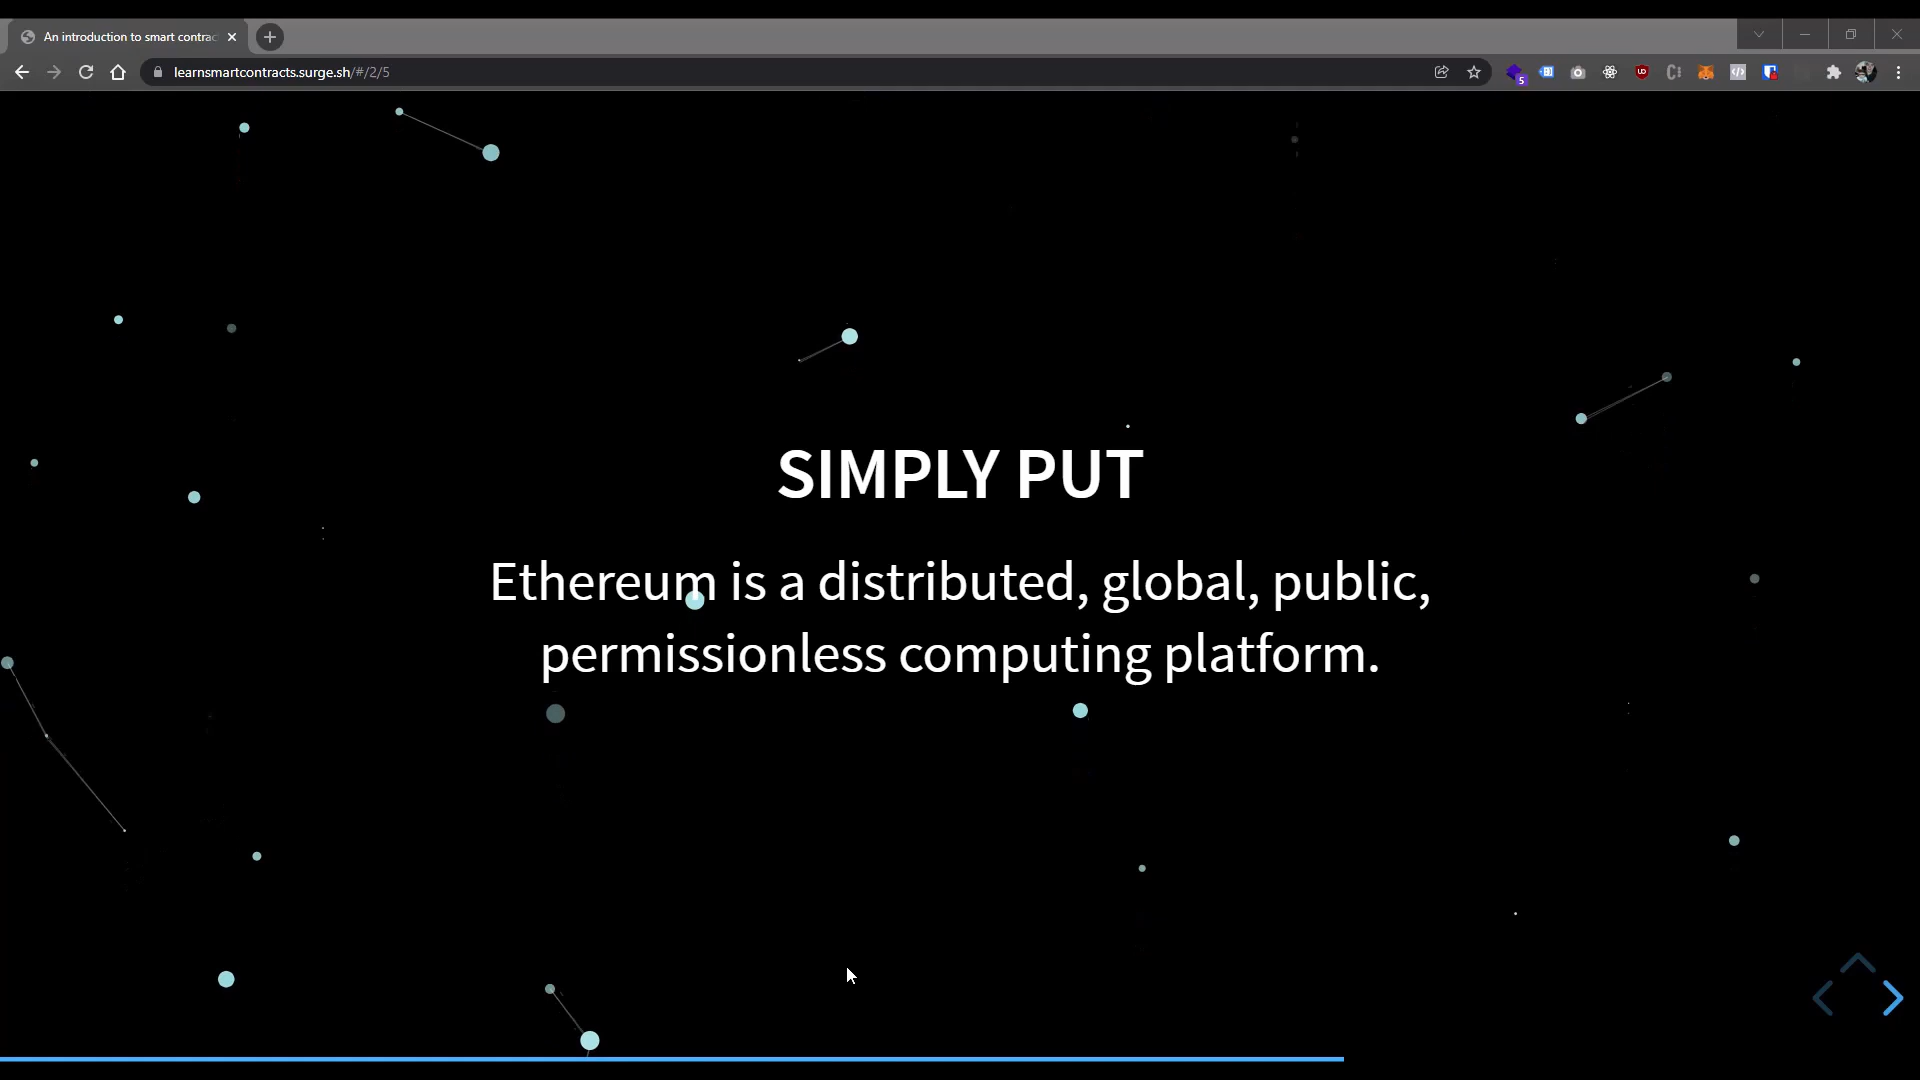 An introduction to smart contrac
learnsmartcontracts.surge.sh/#/2/5
5
SIMPLY PUT
Ethereum is a distributed, global, public,
permissionless computing platform.